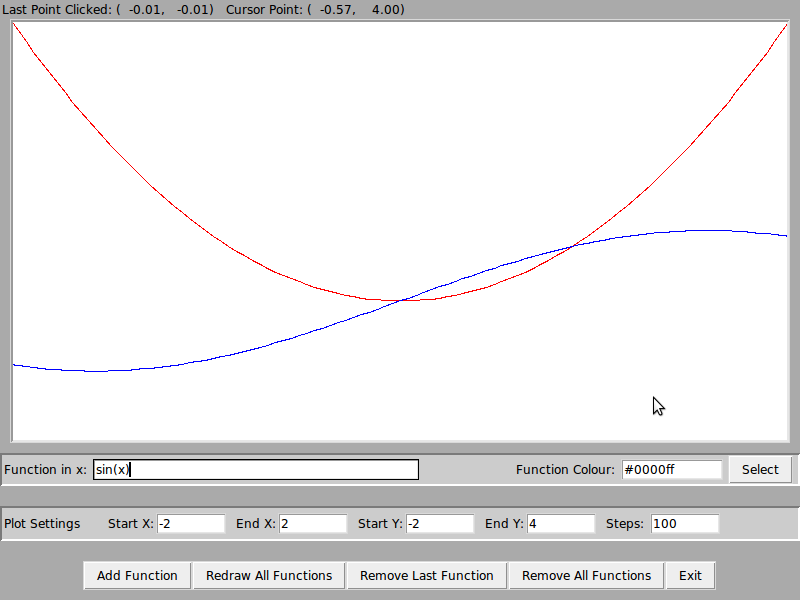 Last Point Clicked: ( -0.01, -0.01) Cursor Point: ( -0.57, 4.00)
Function in x: sin(x) Function Colour: #0000ff Select
Plot Settings Start X: -2 End X: 2 Start Y: -2 End Y: 4 Steps: 100
Add Function Redraw All Functions Remove Last Function Remove All Functions Exit